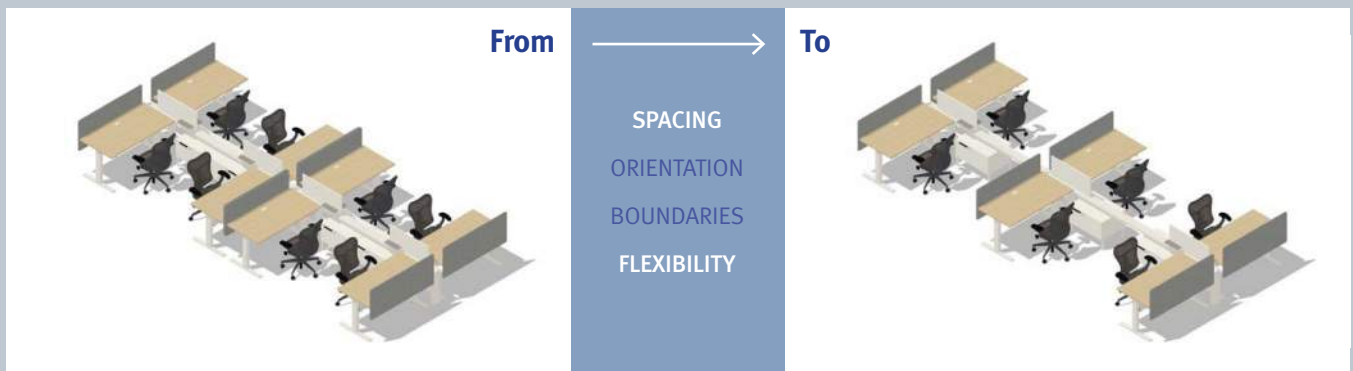 From
To
SPACING
ORIENTATION
BOUNDARIES
FLEXIBILITY